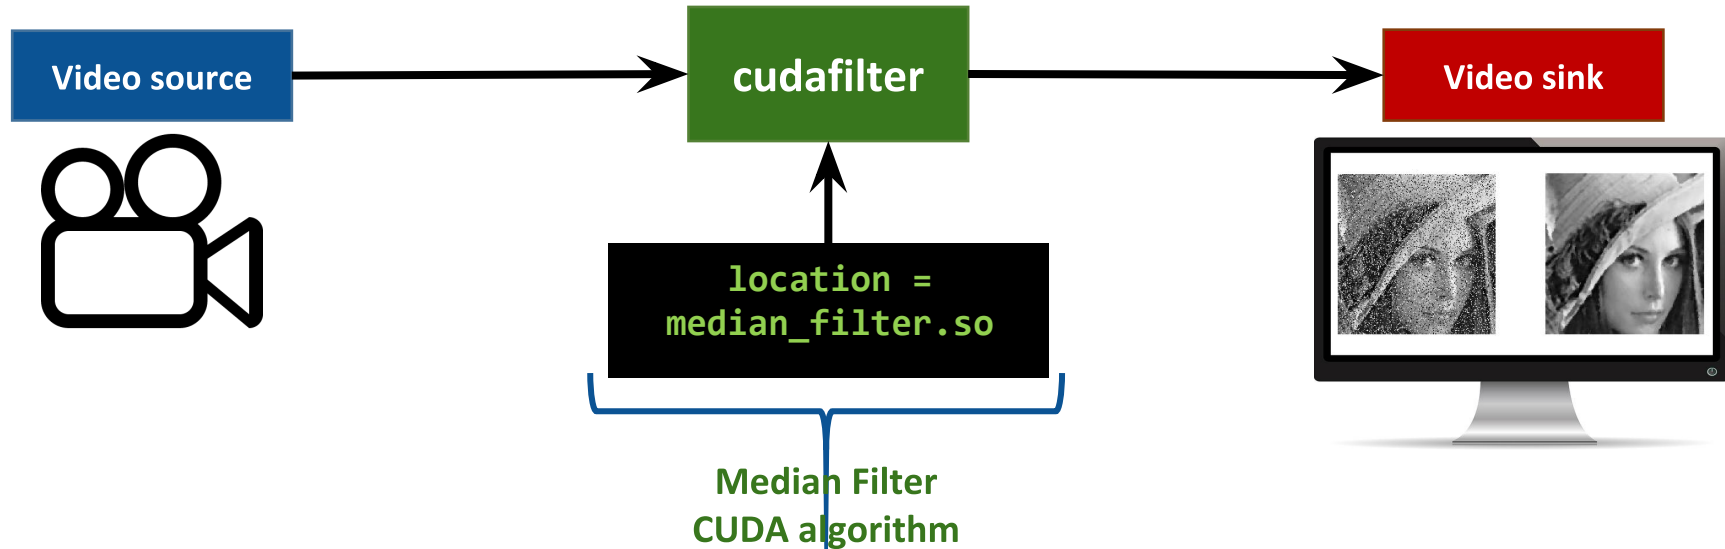 Video source
cudafilter
Video sink
location =
median_filter.so
Median Filter
CUDA algorithm